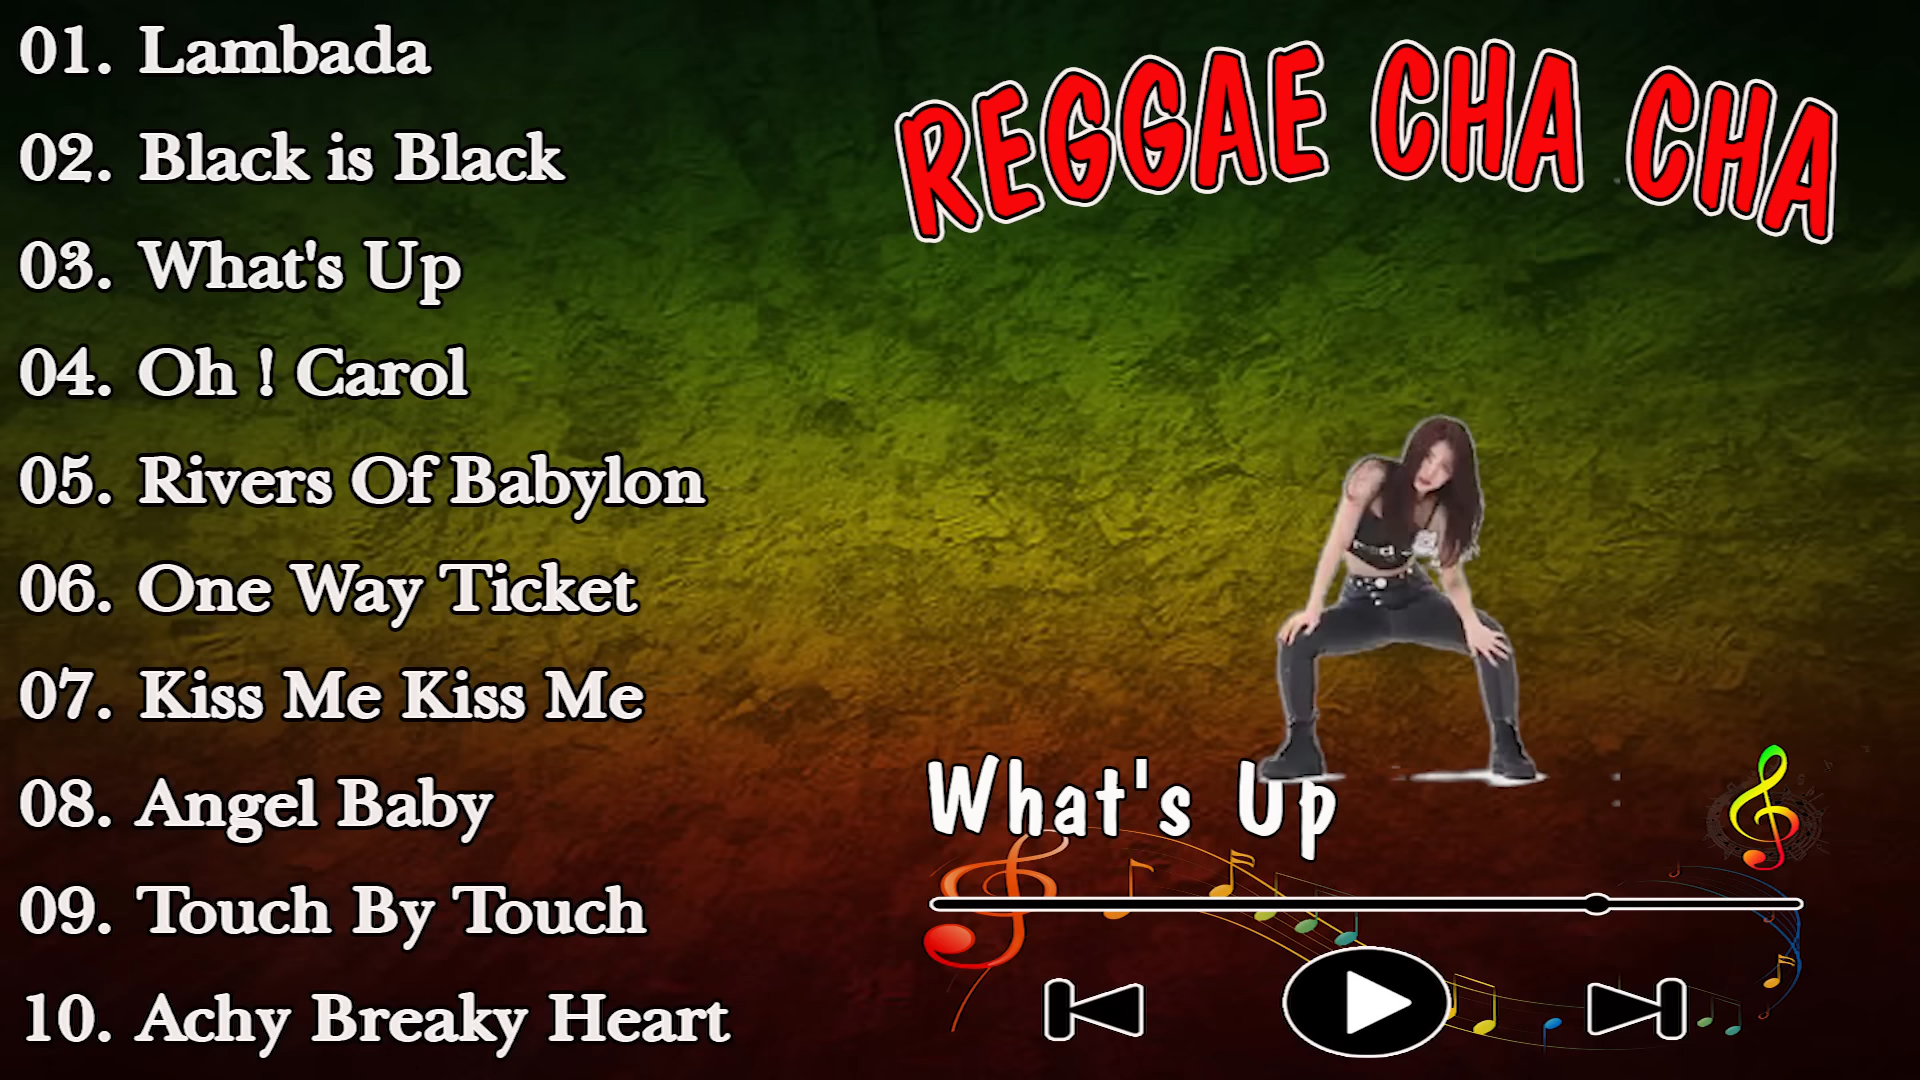 01. Lambada
02. Black is Black
03. What's Up
04. Oh ! Carol
05. Rivers Of Babylon
06. One Way Ticket
07. Kiss Me Kiss Me
08. Angel Baby
09. Touch By Touch
10. Achy Breaky Heart
REGGAE CHA CHA
What's Up